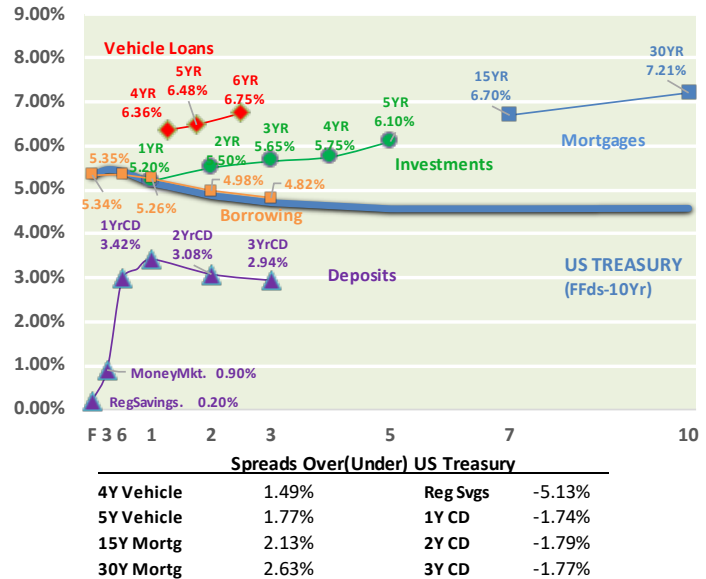 9.00%
8.00%
7.00%
6.00%
5.00%
4.00%
3.00%
2.00%
1.00%
0.00%
Vehicle Loans
4YR
6.36%
5YR
6.48%
6YR
6.75%
15YR
6.70%
30YR
7.21%
Mortgages
1YR
5.20%
2YR
5.50%
3YR
5.65%
4YR
5.75%
5YR
6.10%
Investments
5.35%
5.34%
5.26%
4.98%
4.82%
Borrowing
1YrCD
3.42%
2YrCD
3.08%
3YrCD
2.94%
Deposits
US TREASURY
(FFds-10Yr)
MoneyMkt. 0.90%
RegSavings. 0.20%
F 3 6 1 2 3 5 7 10
Spreads Over(Under) US Treasury
4Y Vehicle 1.49% Reg Svgs -5.13%
5Y Vehicle 1.77% 1Y CD -1.74%
15Y Mortg 2.13% 2Y CD -1.79%
30Y Mortg 2.63% 3Y CD -1.77%